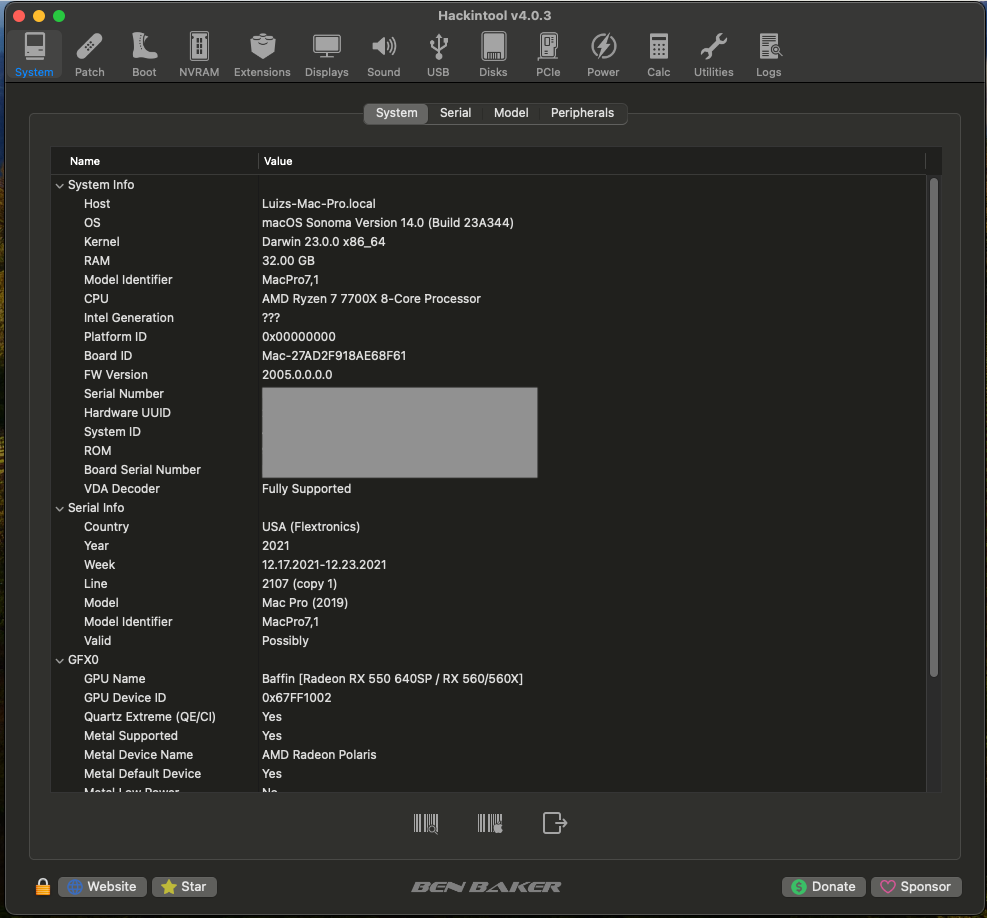 Hackintool v4.0.3
System Patch Boot NVRAM Extensions Displays Sound USB Disks PCIe Power Calc Utilities Logs
System Serial Model Peripherals
Name Value
System Info
Host Luizs-Mac-Pro.local
OS macOS Sonoma Version 14.0 (Build 23A344)
Kernel Darwin 23.0.0 x86_64
RAM 32.00 GB
Model Identifier MacPro7,1
CPU AMD Ryzen 7 7700X 8-Core Processor
Intel Generation ???
Platform ID 0x00000000
Board ID Mac-27AD2F918AE68F61
FW Version 2005.0.0.0.0
Serial Number
Hardware UUID
System ID
ROM
Board Serial Number
VDA Decoder Fully Supported
Serial Info
Country USA (Flextronics)
Year 2021
Week 12.17.2021-12.23.2021
Line 2107 (copy 1)
Model Mac Pro (2019)
Model Identifier MacPro7,1
Valid Possibly
GFX0
GPU Name Baffin [Radeon RX 550 640SP / RX 560/560X]
GPU Device ID 0x67FF1002
Quartz Extreme (QE/CI) Yes
Metal Supported Yes
Metal Device Name AMD Radeon Polaris
Metal Default Device Yes
Metal Low Power No
Website Star BEN BAKER Donate Sponsor